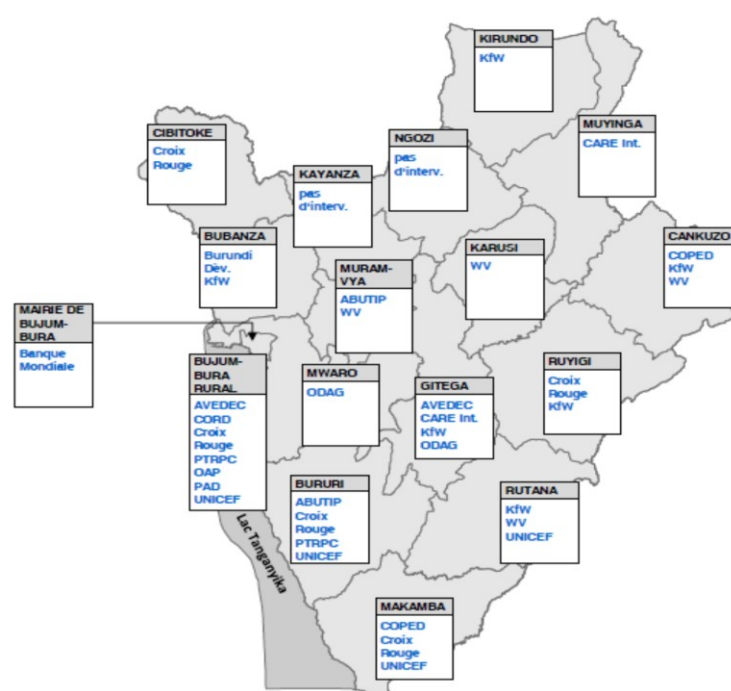 KIRUNDO
KfW
CIBITOKE
Croix
Rouge
NGOZI
pas
d'interv.
MUYINGA
CARE Int.
KAYANZA
pas
d'interv.
BUBANZA
Burundi
Dèv.
KfW
KARUSI
WV
CANKUZO
COPED
KfW
WV
MURAM-
VYA
ABUTIP
WV
MAIRIE DE
BUJUM-
BURA
Banque
Mondiale
BUJUM-
BURA
RURAL
AVEDEC
CORD
Croix
Rouge
PTRPC
OAP
PAD
UNICEF
MWARO
ODAG
GITEGA
AVEDEC
CARE Int.
KfW
ODAG
RUYIGI
Croix
Rouge
KfW
BURURI
ABUTIP
Croix
Rouge
PTRPC
UNICEF
RUTANA
KfW
WV
UNICEF
Lac Tanganyika
MAKAMBA
COPED
Croix
Rouge
UNICEF